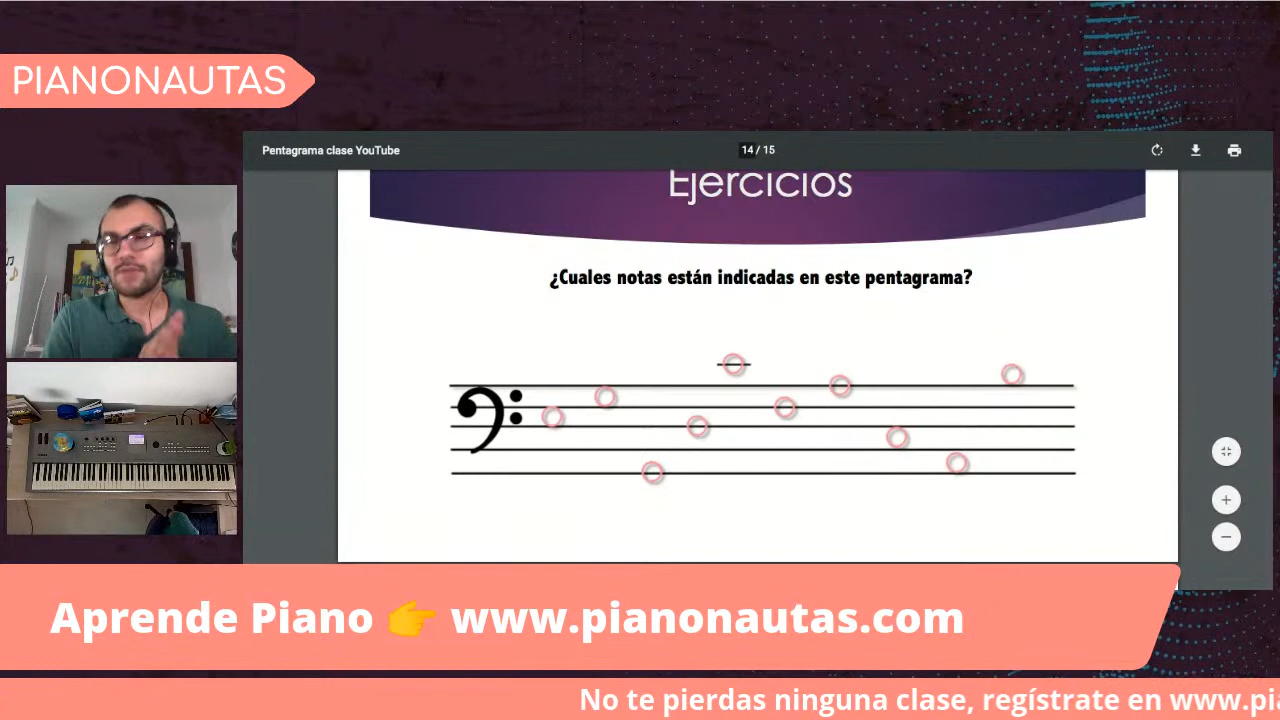 PIANONAUTAS
Pentagrama clase YouTube
14 / 15
Ejercicios
¿Cuales notas están indicadas en este pentagrama?
Aprende Piano 👉 www.pianonautas.com
No te pierdas ninguna clase, regístrate en www.pia